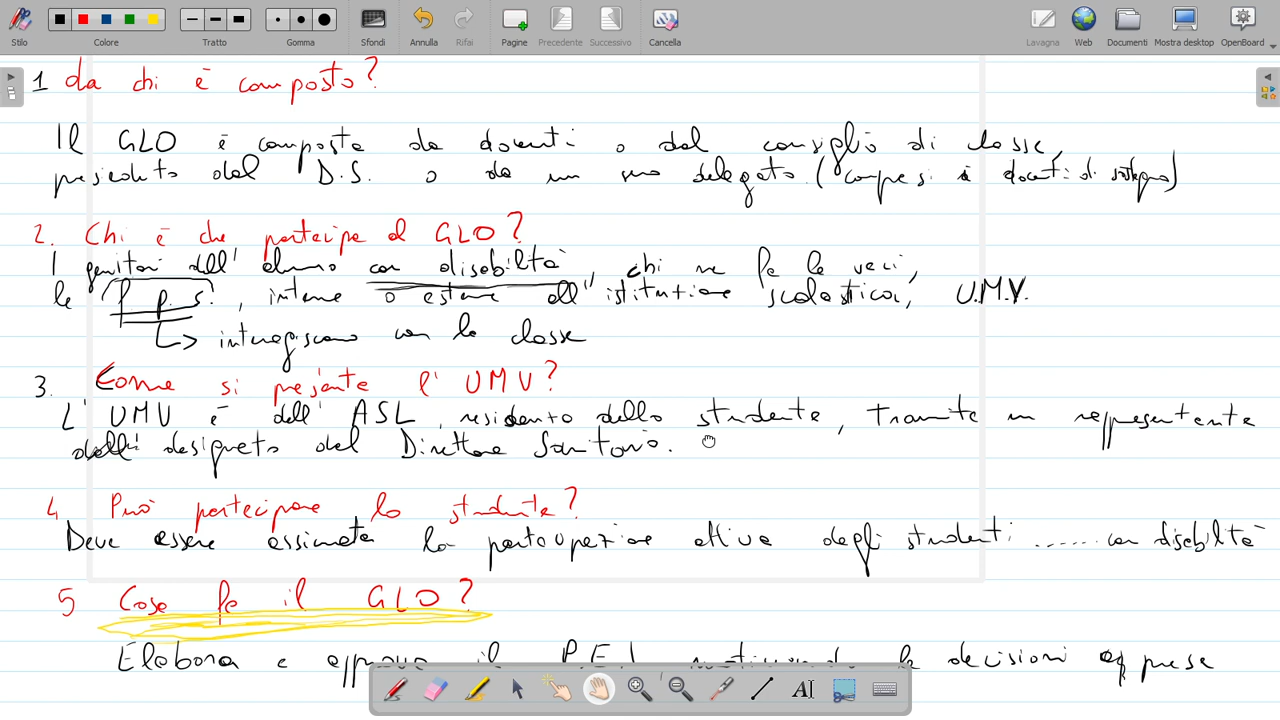 Stilo Colore Tratto Gomma Sfondi Annulla Rifai Pagine Precedente Successivo Cancella Lavagna Web Documenti Mostra desktop OpenBoard
1 da chi è composto?
Il GLO è composto da docenti o dal consiglio di classe,
presieduto dal D.S. o da un suo delegato. (compresi i docenti di sostegno)
2. Chi è che partecipa al GLO?
I genitori dell'alunno con disabilità, chi ne fa le veci,
le f. p. s., interne o esterne all'istituzione scolastica, U.M.V.
↳ interagiscono con la classe
3. Come si presenta l'UMV?
L'UMV è dell'ASL, residento dello studente, tramite un rappresentante
designato dal Direttore Sanitario.
4 Può partecipare lo studente?
Deve essere assicurata la partecipazione attiva degli studenti ....... con disabilità
5 Cosa fa il GLO?
Elabora e approva il P.E.I. motivando le decisioni prese